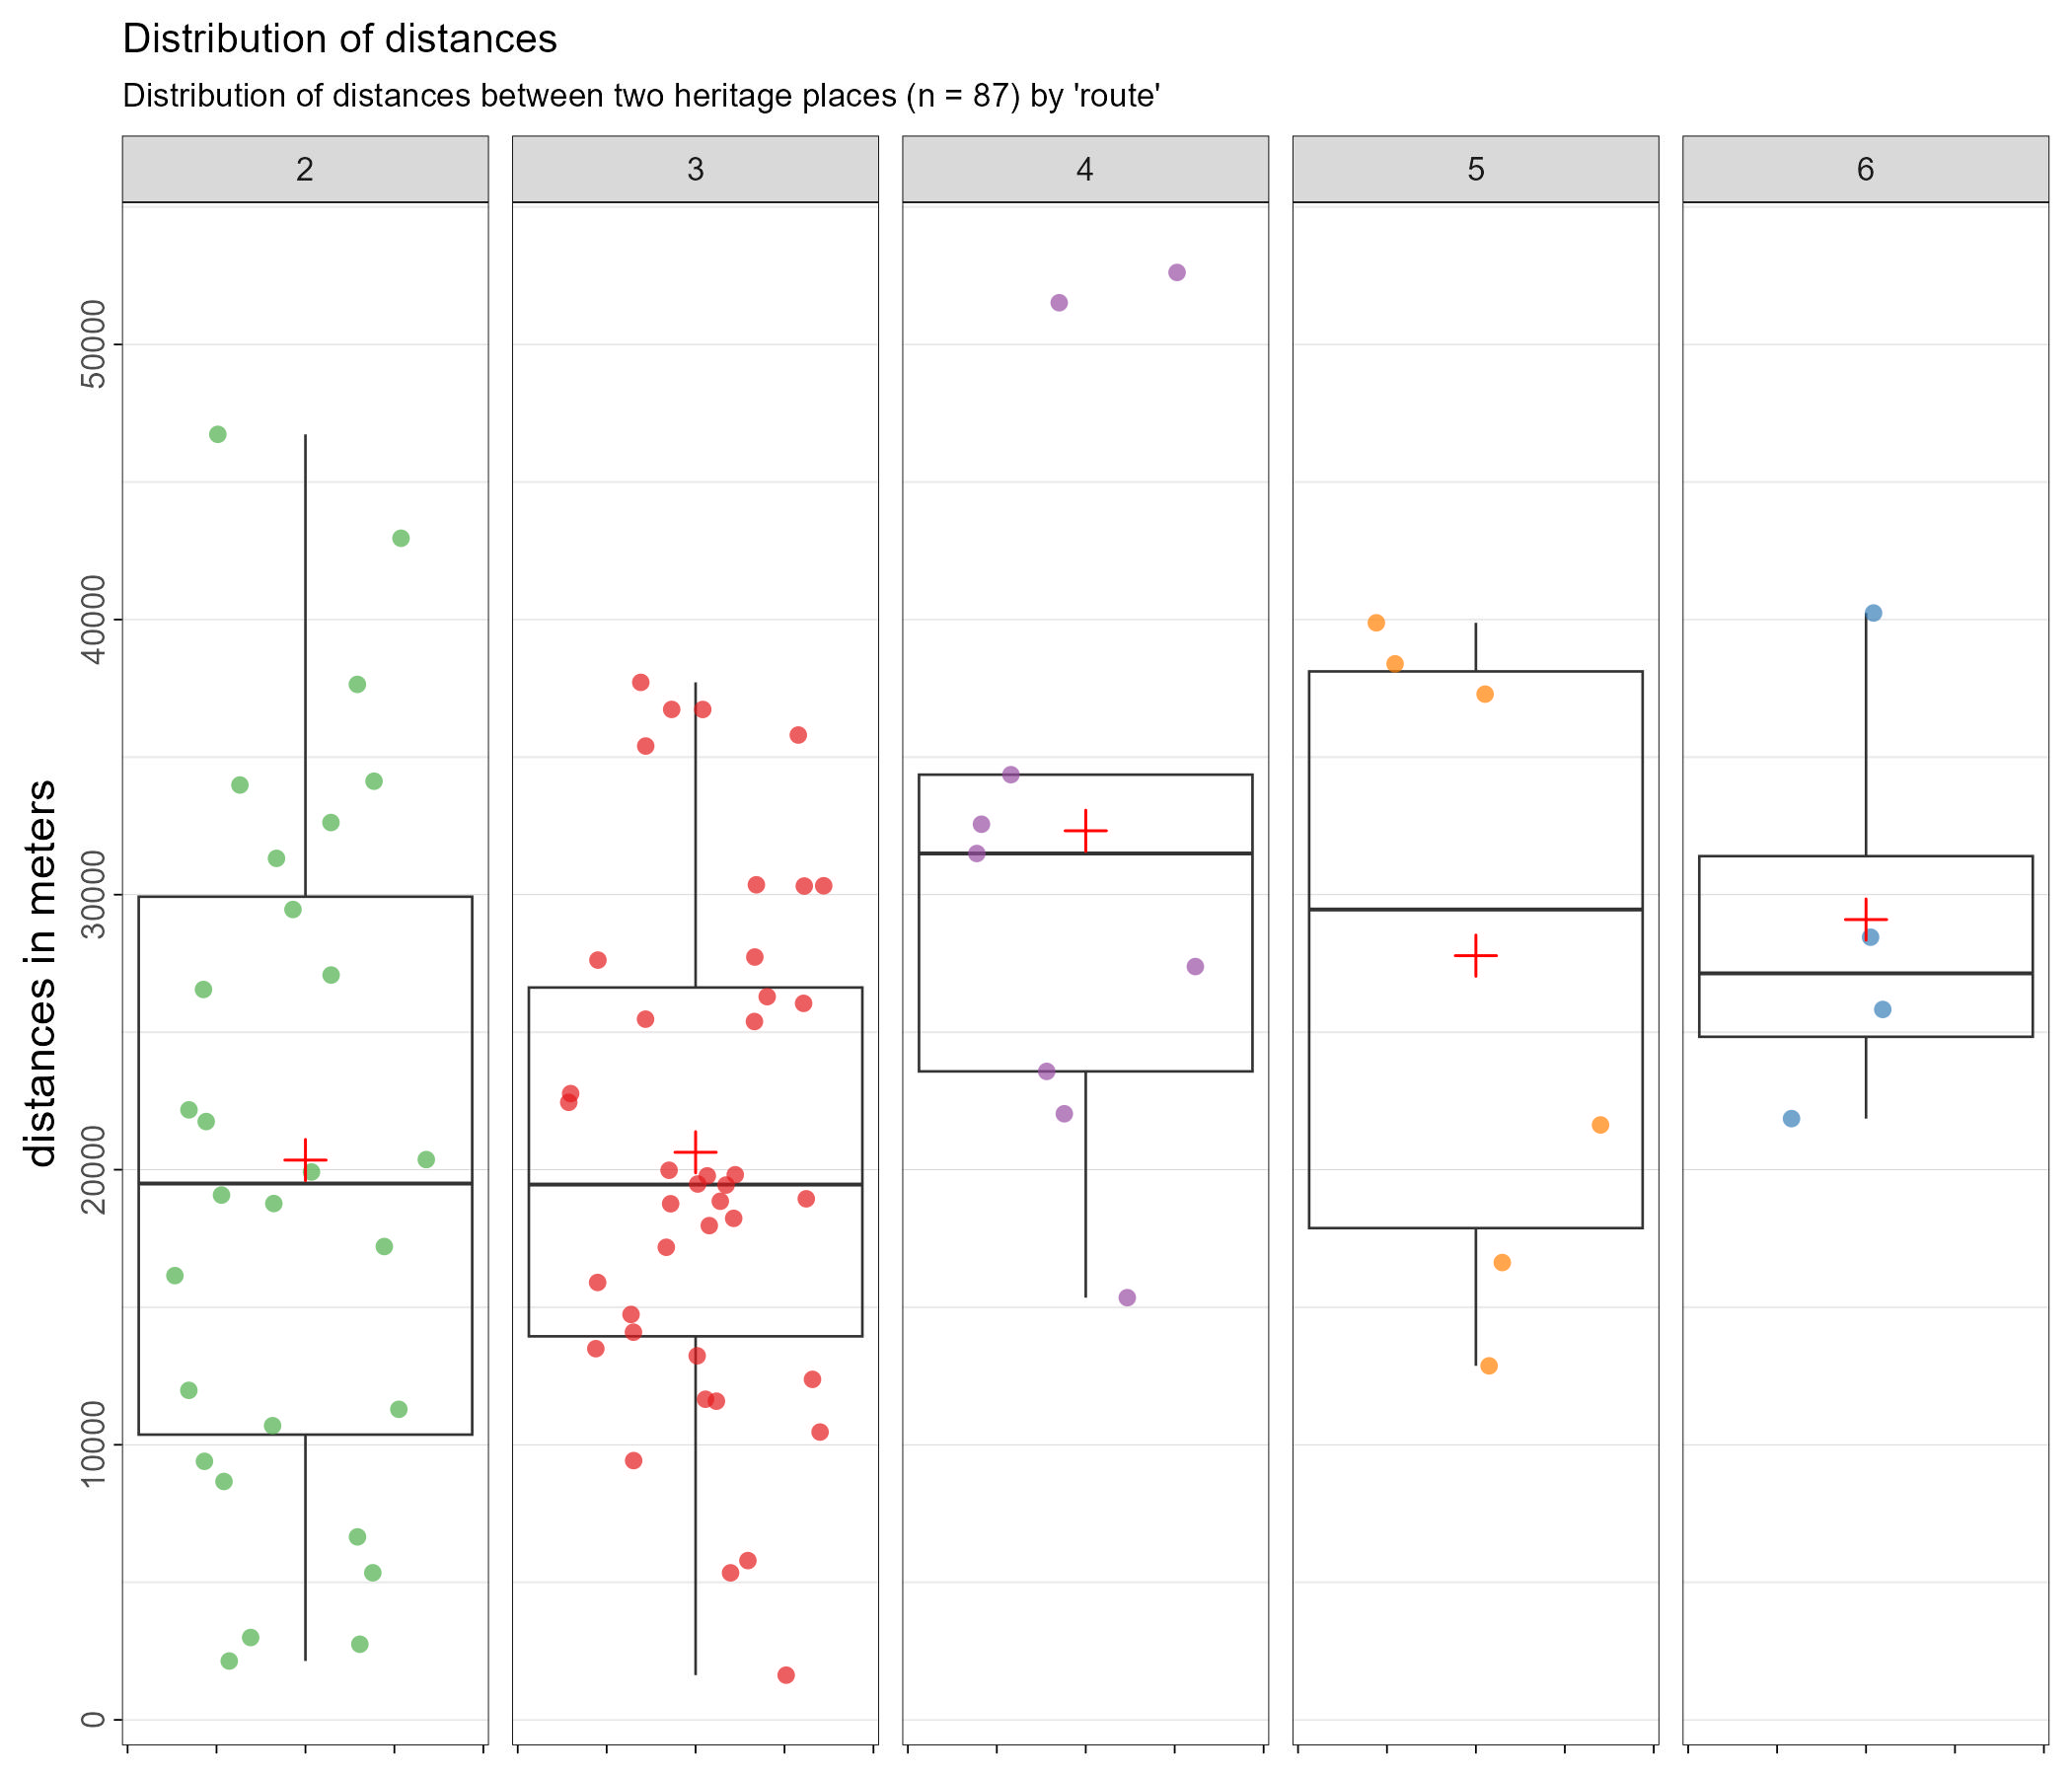 Distribution of distances
Distribution of distances between two heritage places (n = 87) by 'route'
2 3 4 5 6
distances in meters
50000
40000
30000
20000
10000
0